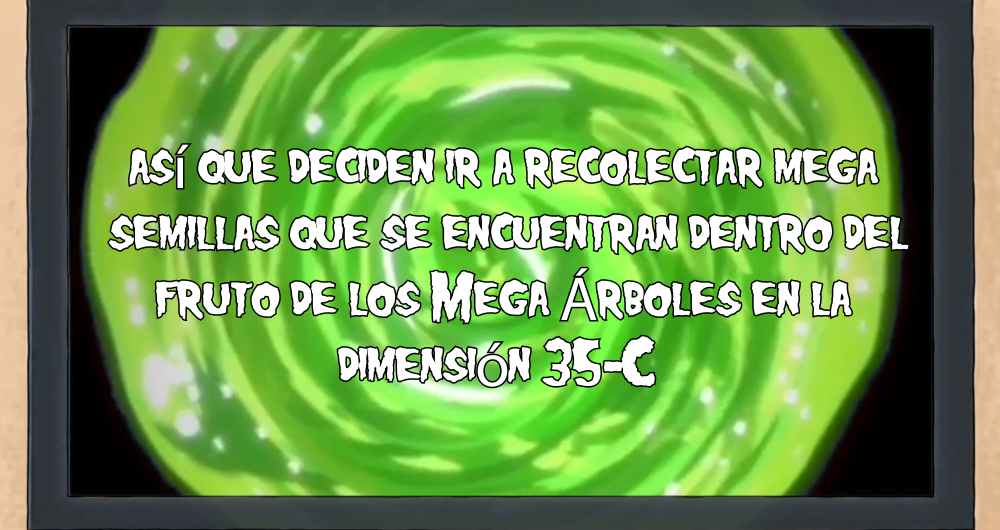 así que deciden ir a recolectar mega
semillas que se encuentran dentro del
fruto de los Mega Árboles en la
dimensión 35-C